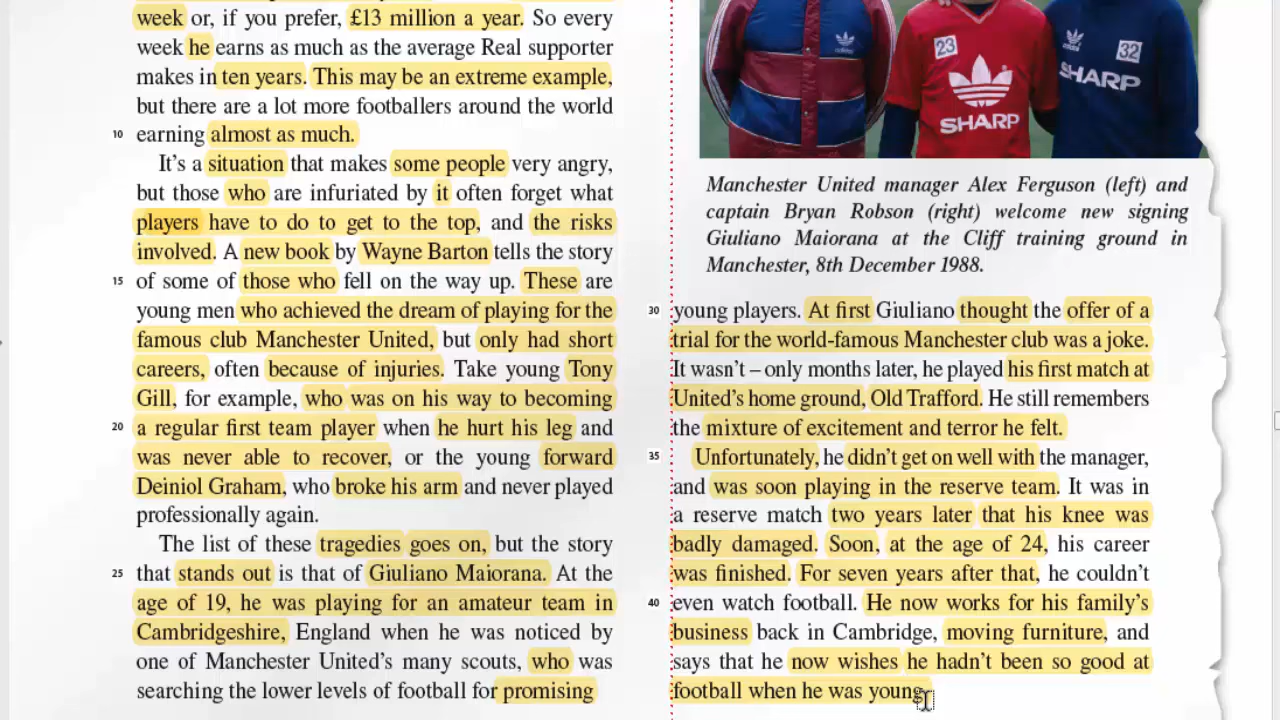 week or, if you prefer, £13 million a year. So every
week he earns as much as the average Real supporter
makes in ten years. This may be an extreme example,
but there are a lot more footballers around the world
10 earning almost as much.
It’s a situation that makes some people very angry,
but those who are infuriated by it often forget what
players have to do to get to the top, and the risks
involved. A new book by Wayne Barton tells the story
15 of some of those who fell on the way up. These are
young men who achieved the dream of playing for the
famous club Manchester United, but only had short
careers, often because of injuries. Take young Tony
Gill, for example, who was on his way to becoming
20 a regular first team player when he hurt his leg and
was never able to recover, or the young forward
Deiniol Graham, who broke his arm and never played
professionally again.
The list of these tragedies goes on, but the story
25 that stands out is that of Giuliano Maiorana. At the
age of 19, he was playing for an amateur team in
Cambridgeshire, England when he was noticed by
one of Manchester United’s many scouts, who was
searching the lower levels of football for promising
adidas
23
SHARP
adidas
32
SHARP
Manchester United manager Alex Ferguson (left) and
captain Bryan Robson (right) welcome new signing
Giuliano Maiorana at the Cliff training ground in
Manchester, 8th December 1988.
30 young players. At first Giuliano thought the offer of a
trial for the world-famous Manchester club was a joke.
It wasn’t – only months later, he played his first match at
United’s home ground, Old Trafford. He still remembers
the mixture of excitement and terror he felt.
35 Unfortunately, he didn’t get on well with the manager,
and was soon playing in the reserve team. It was in
a reserve match two years later that his knee was
badly damaged. Soon, at the age of 24, his career
was finished. For seven years after that, he couldn’t
40 even watch football. He now works for his family’s
business back in Cambridge, moving furniture, and
says that he now wishes he hadn’t been so good at
football when he was young.